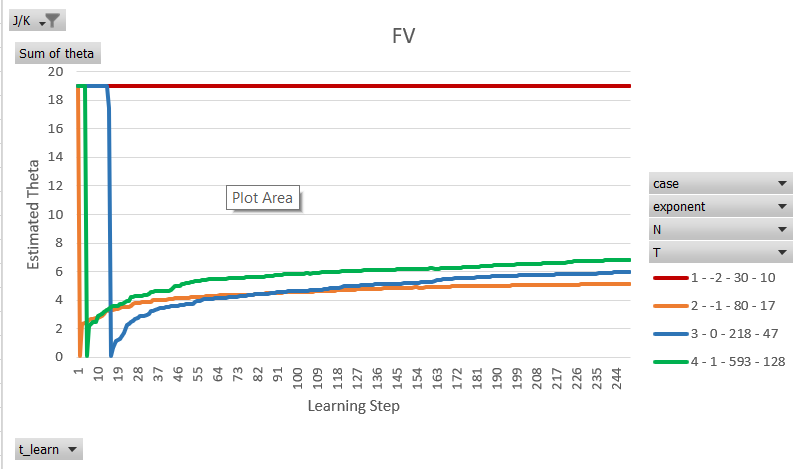 J/K
FV
Sum of theta
Estimated Theta
20
18
16
14
12
10
8
6
4
2
0
Plot Area
1
10
19
28
37
46
55
64
73
82
91
100
109
118
127
136
145
154
163
172
181
190
199
208
217
226
235
244
Learning Step
case
exponent
N
T
1 - -2 - 30 - 10
2 - -1 - 80 - 17
3 - 0 - 218 - 47
4 - 1 - 593 - 128
t_learn